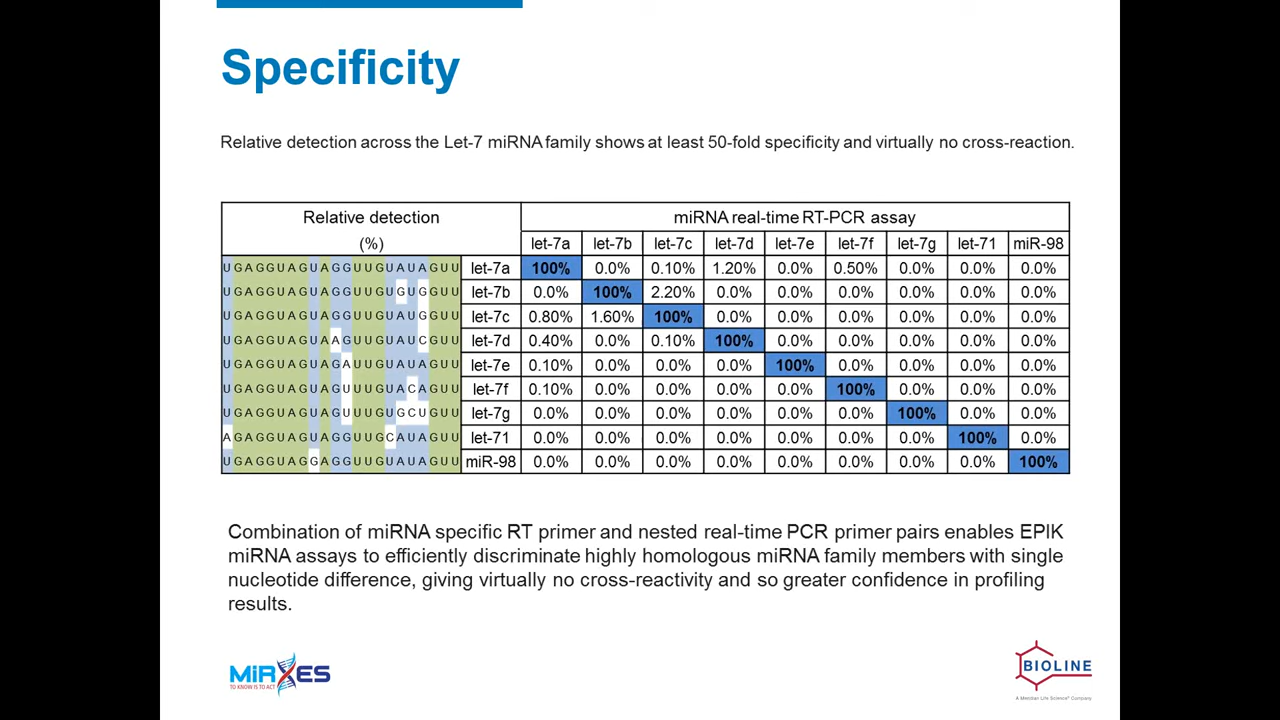 Specificity
Relative detection across the Let-7 miRNA family shows at least 50-fold specificity and virtually no cross-reaction.
Relative detection miRNA real-time RT-PCR assay
(%) let-7a let-7b let-7c let-7d let-7e let-7f let-7g let-71 miR-98
UGAGGUAGUAGGUUGUAUAGUU let-7a 100% 0.0% 0.10% 1.20% 0.0% 0.50% 0.0% 0.0% 0.0%
UGAGGUAGUAGGUUGUGUGGUU let-7b 0.0% 100% 2.20% 0.0% 0.0% 0.0% 0.0% 0.0% 0.0%
UGAGGUAGUAGGUUGUAUGGUU let-7c 0.80% 1.60% 100% 0.0% 0.0% 0.0% 0.0% 0.0% 0.0%
UGAGGUAGUAAGUUGUAUCGUU let-7d 0.40% 0.0% 0.10% 100% 0.0% 0.0% 0.0% 0.0% 0.0%
UGAGGUAGUAGAUUGUAUAGUU let-7e 0.10% 0.0% 0.0% 0.0% 100% 0.0% 0.0% 0.0% 0.0%
UGAGGUAGUAGUUUGUACAGUU let-7f 0.10% 0.0% 0.0% 0.0% 0.0% 100% 0.0% 0.0% 0.0%
UGAGGUAGUAGUUUGUGCUGUU let-7g 0.0% 0.0% 0.0% 0.0% 0.0% 0.0% 100% 0.0% 0.0%
AGAGGUAGUAGGUUGCAUAGUU let-71 0.0% 0.0% 0.0% 0.0% 0.0% 0.0% 0.0% 100% 0.0%
UGAGGUAGGAGGUUGUAUAGUU miR-98 0.0% 0.0% 0.0% 0.0% 0.0% 0.0% 0.0% 0.0% 100%
Combination of miRNA specific RT primer and nested real-time PCR primer pairs enables EPIK
miRNA assays to efficiently discriminate highly homologous miRNA family members with single
nucleotide difference, giving virtually no cross-reactivity and so greater confidence in profiling
results.
MiRXES
TO KNOW IS TO ACT
BIOLINE
A Meridian Life Science® Company